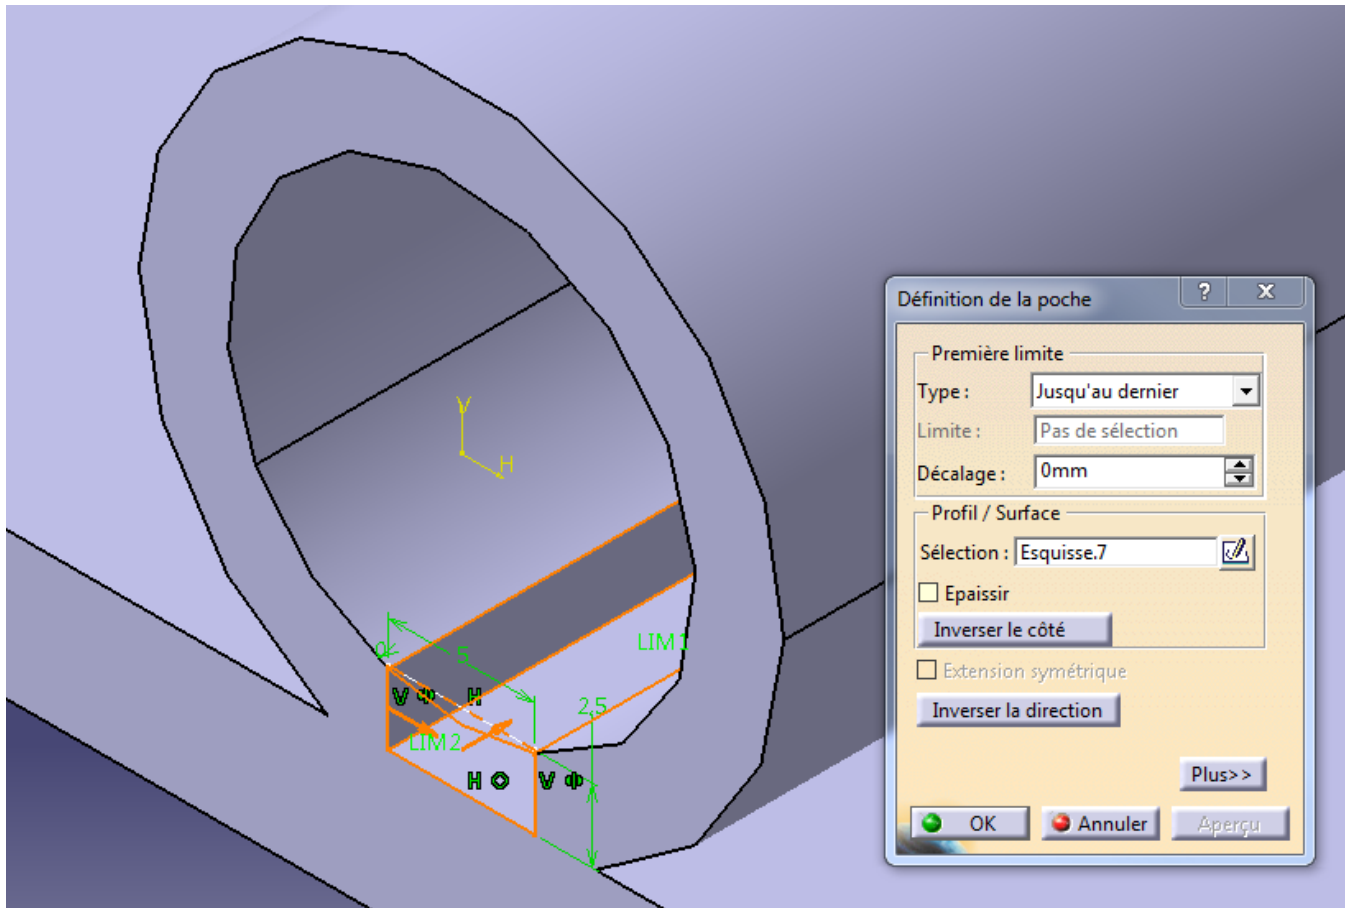 V
H
0
5
2,5
LIM1
LIM2
V H
H V
Définition de la poche
?
X
Première limite
Type : Jusqu'au dernier
Limite : Pas de sélection
Décalage : 0mm
Profil / Surface
Sélection : Esquisse.7
Epaissir
Inverser le côté
Extension symétrique
Inverser la direction
Plus>>
OK Annuler Aperçu